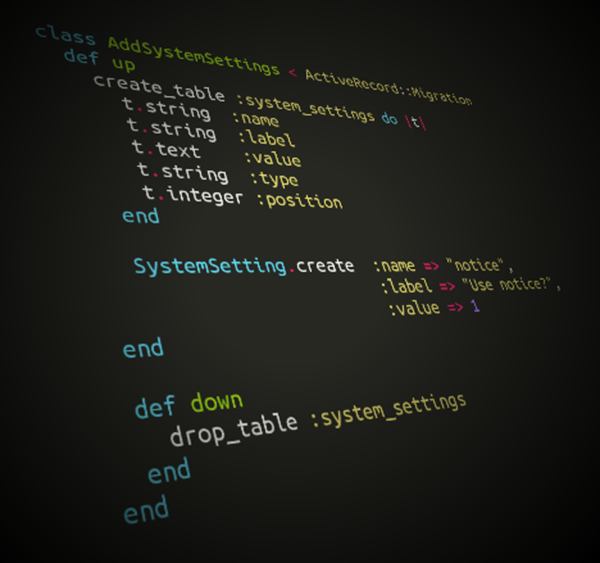 class AddSystemSettings < ActiveRecord::Migration
def up
create_table :system_settings do |t|
t.string :name
t.string :label
t.text :value
t.string :type
t.integer :position
end
SystemSetting.create :name => "notice",
:label => "Use notice?",
:value => 1
end
def down
drop_table :system_settings
end
end